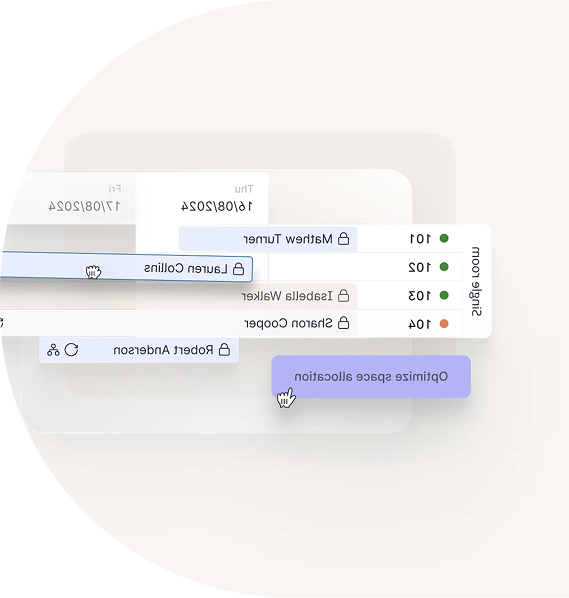 Thu
16/08/2024
Fri
17/08/2024
Single room
101
Mathew Turner
102
Lauren Collins
103
Isabella Walker
104
Sharon Cooper
Robert Anderson
Optimize space allocation